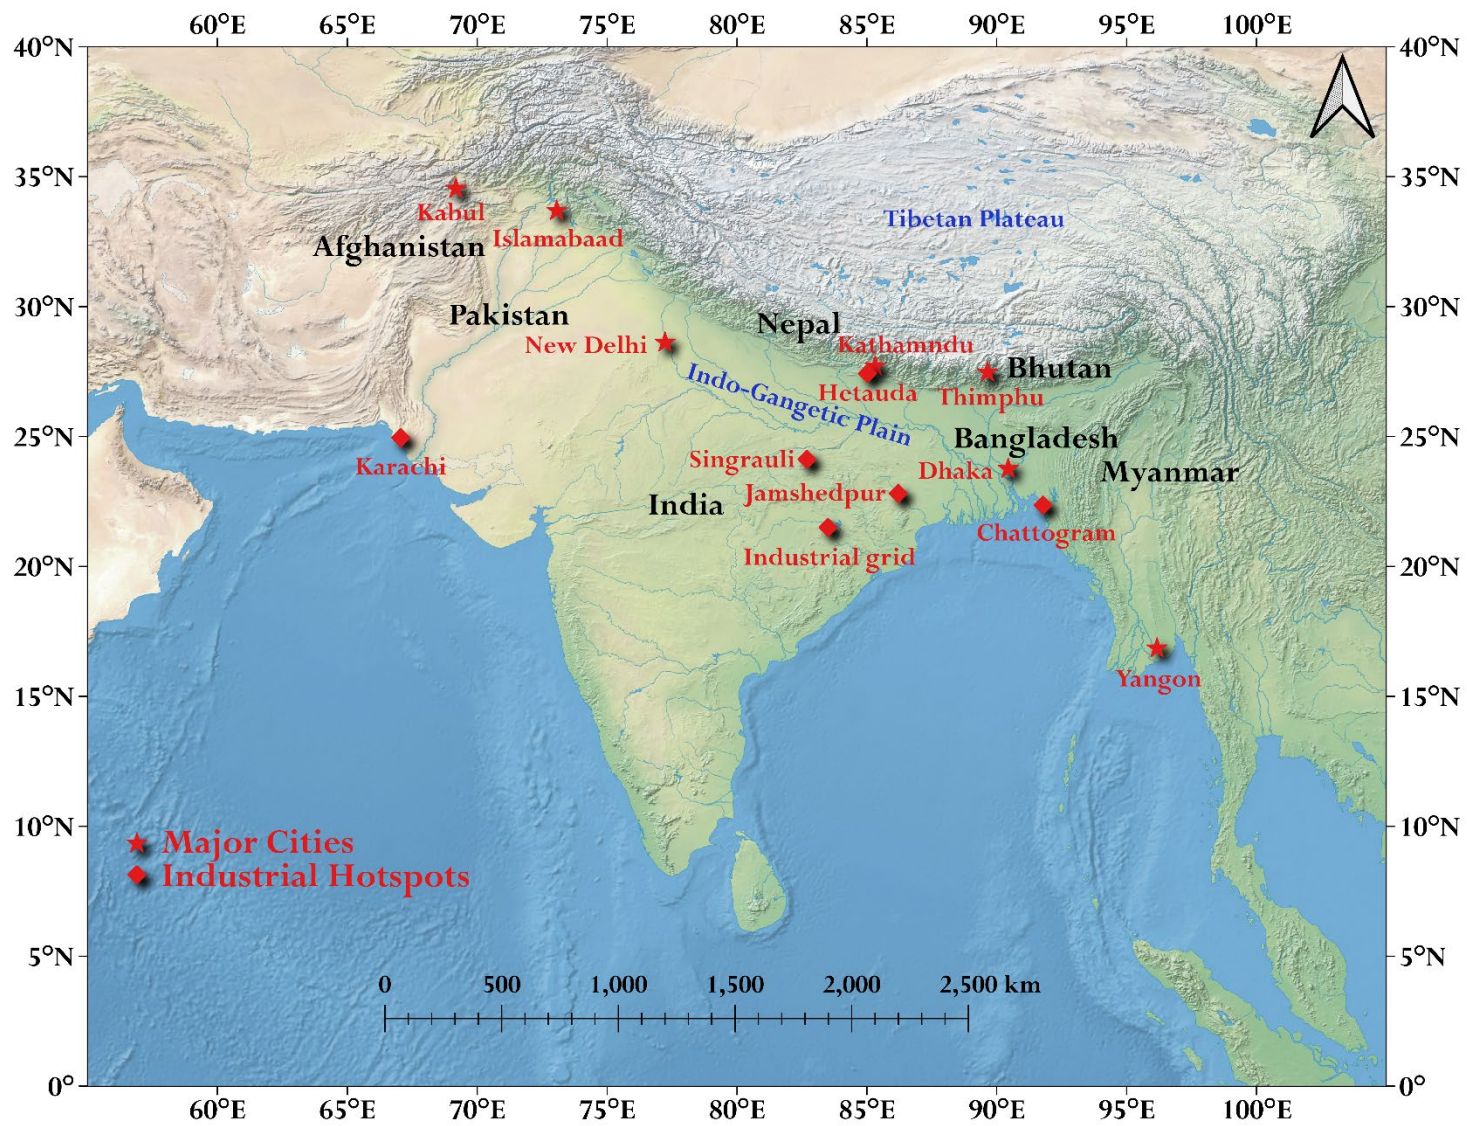 60°E 65°E 70°E 75°E 80°E 85°E 90°E 95°E 100°E
40°N 40°N
35°N 35°N
Kabul
Tibetan Plateau
Islamabaad
Afghanistan
30°N 30°N
Pakistan
Nepal
New Delhi
Kathamndu
Bhutan
Indo-Gangetic Plain
Hetauda
Thimphu
25°N 25°N
Bangladesh
Karachi
Singrauli
Dhaka
Myanmar
Jamshedpur
India
Chattogram
Industrial grid
20°N 20°N
Yangon
15°N 15°N
10°N 10°N
Major Cities
Industrial Hotspots
5°N 5°N
0 500 1,000 1,500 2,000 2,500 km
0° 0°
60°E 65°E 70°E 75°E 80°E 85°E 90°E 95°E 100°E